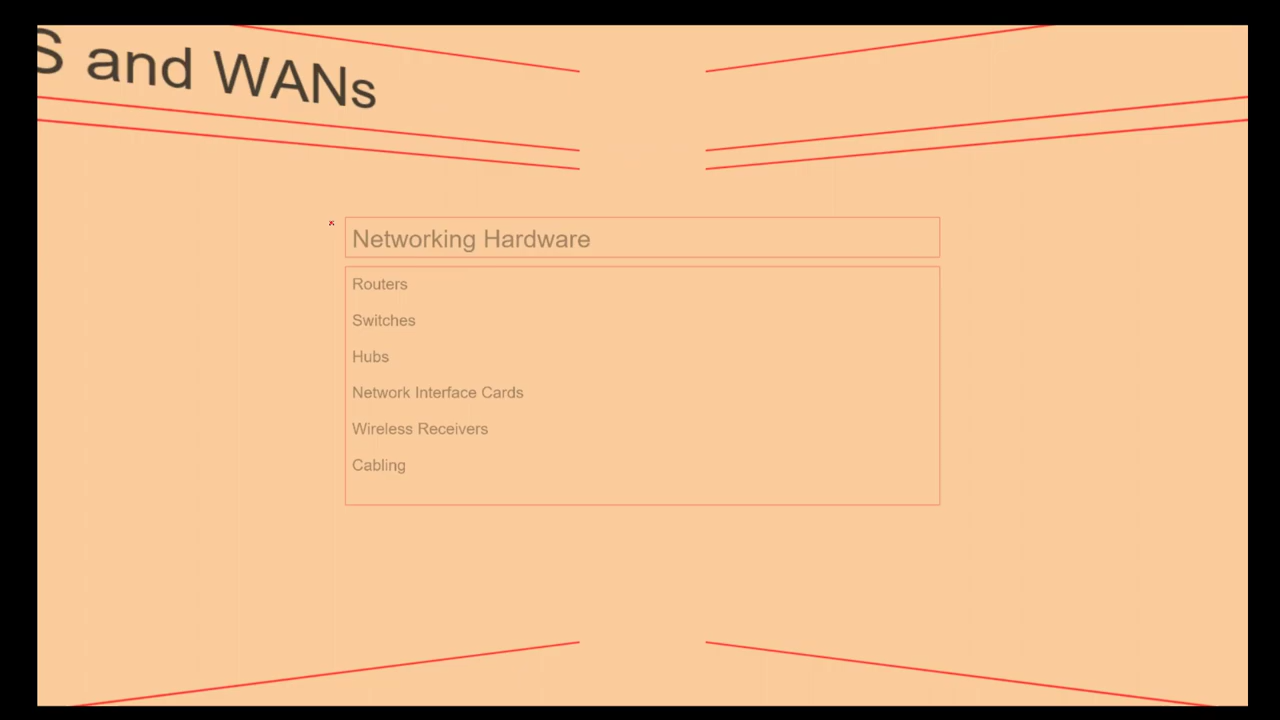 S and WANs
Networking Hardware
Routers
Switches
Hubs
Network Interface Cards
Wireless Receivers
Cabling